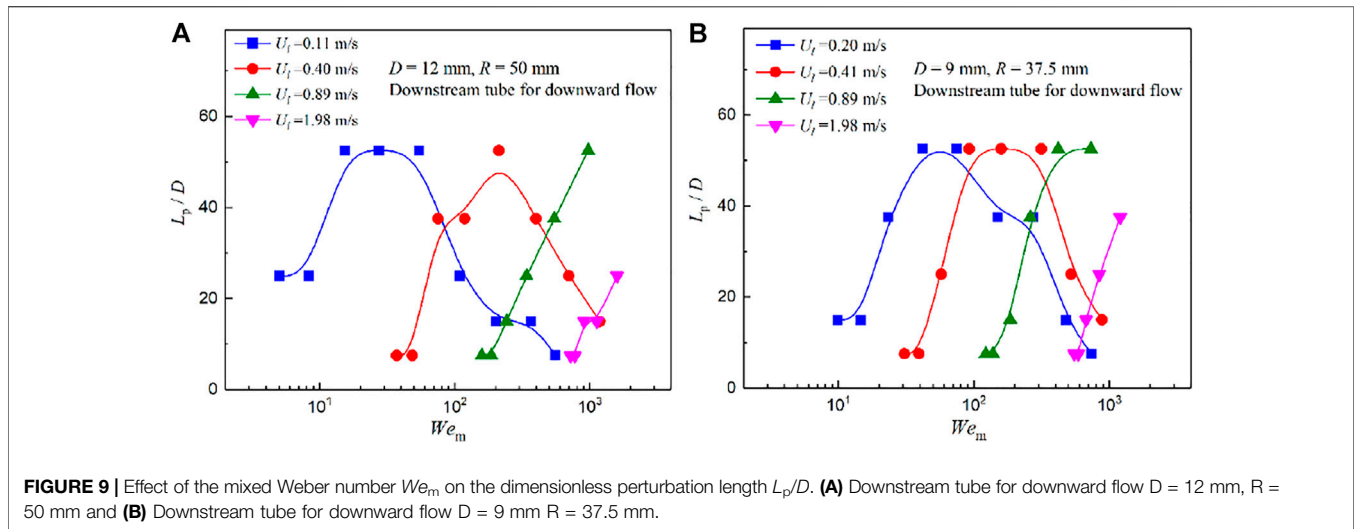 A
U_l =0.11 m/s
U_l =0.40 m/s
U_l =0.89 m/s
U_l =1.98 m/s
D = 12 mm, R = 50 mm
Downstream tube for downward flow
L_p / D
60
40
20
0
10^1
10^2
10^3
We_m
B
U_l =0.20 m/s
U_l =0.41 m/s
U_l =0.89 m/s
U_l =1.98 m/s
D = 9 mm, R = 37.5 mm
Downstream tube for downward flow
L_p / D
60
40
20
0
10^1
10^2
10^3
We_m
FIGURE 9 | Effect of the mixed Weber number We_m on the dimensionless perturbation length L_p/D. (A) Downstream tube for downward flow D = 12 mm, R =
50 mm and (B) Downstream tube for downward flow D = 9 mm R = 37.5 mm.